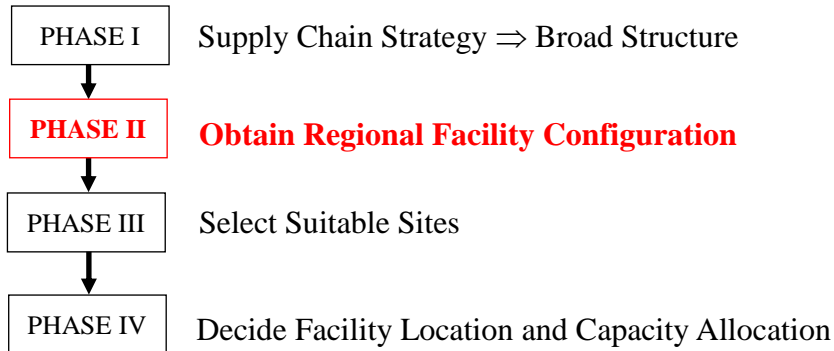 PHASE I Supply Chain Strategy ⇒ Broad Structure
PHASE II Obtain Regional Facility Configuration
PHASE III Select Suitable Sites
PHASE IV Decide Facility Location and Capacity Allocation